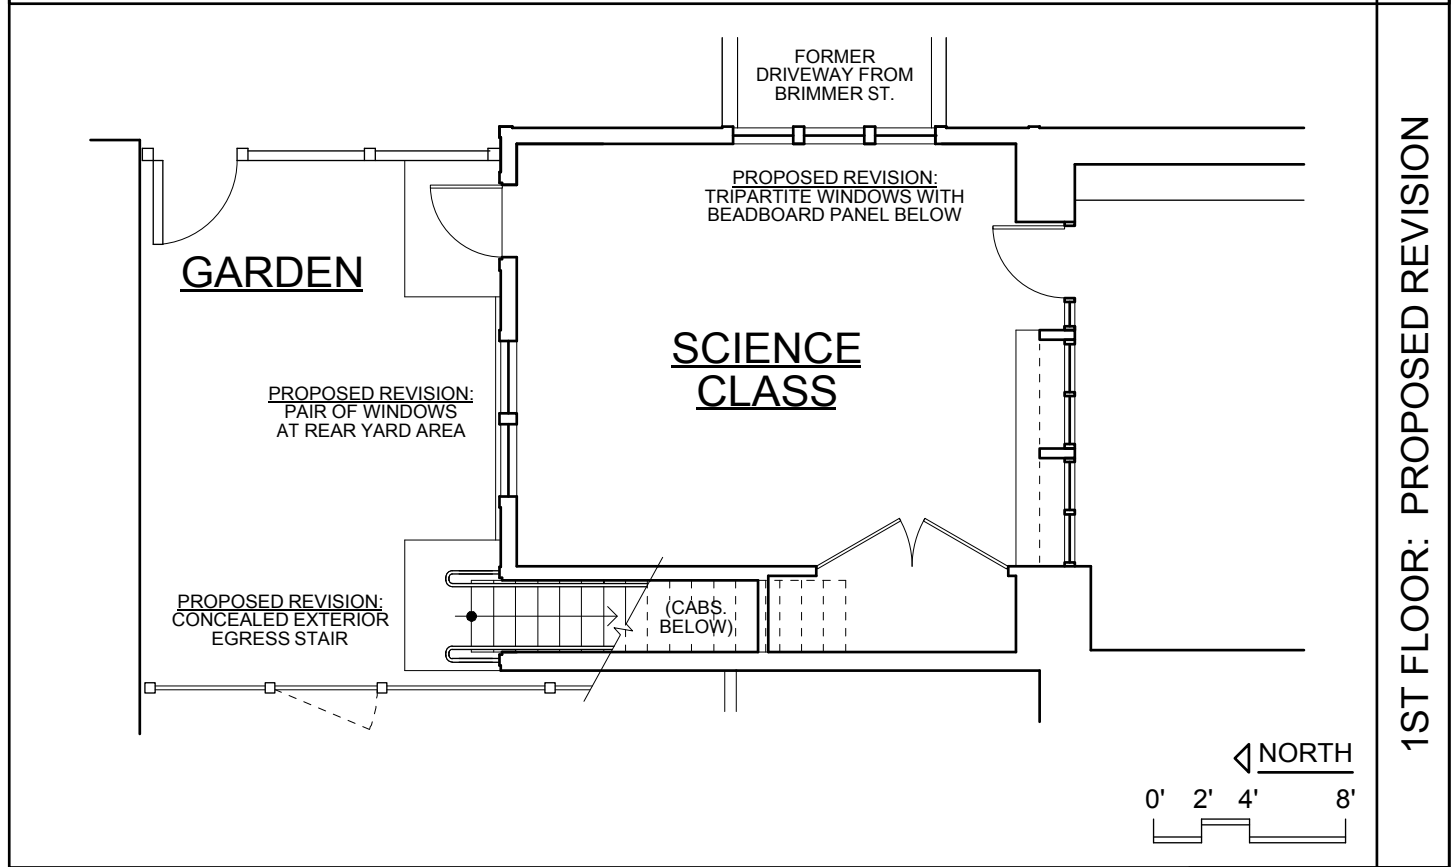 FORMER
DRIVEWAY FROM
BRIMMER ST.
PROPOSED REVISION:
TRIPARTITE WINDOWS WITH
BEADBOARD PANEL BELOW
GARDEN
SCIENCE
CLASS
PROPOSED REVISION:
PAIR OF WINDOWS
AT REAR YARD AREA
PROPOSED REVISION:
CONCEALED EXTERIOR
EGRESS STAIR
(CABS.
BELOW)
NORTH
0' 2' 4' 8'
1ST FLOOR: PROPOSED REVISION